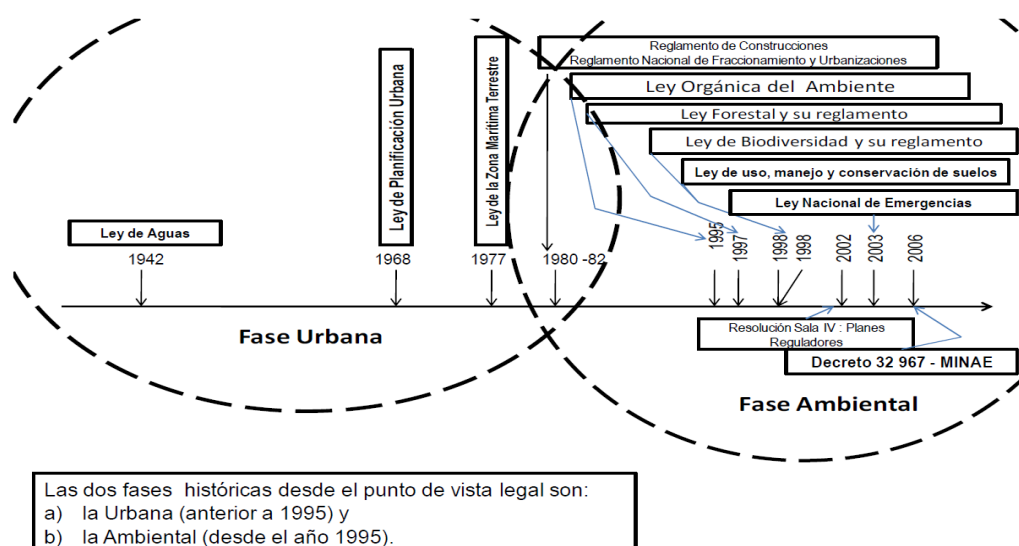 Reglamento de Construcciones
Reglamento Nacional de Fraccionamiento y Urbanizaciones
Ley Orgánica del Ambiente
Ley Forestal y su reglamento
Ley de Biodiversidad y su reglamento
Ley de uso, manejo y conservación de suelos
Ley Nacional de Emergencias
Ley de Aguas
Ley de Planificación Urbana
Ley de la Zona Marítima Terrestre
1942
1968
1977
1980 -82
1995
1997
1998
1998
2002
2003
2006
Fase Urbana
Resolución Sala IV : Planes
Reguladores
Decreto 32 967 - MINAE
Fase Ambiental
Las dos fases históricas desde el punto de vista legal son:
a) la Urbana (anterior a 1995) y
b) la Ambiental (desde el año 1995).